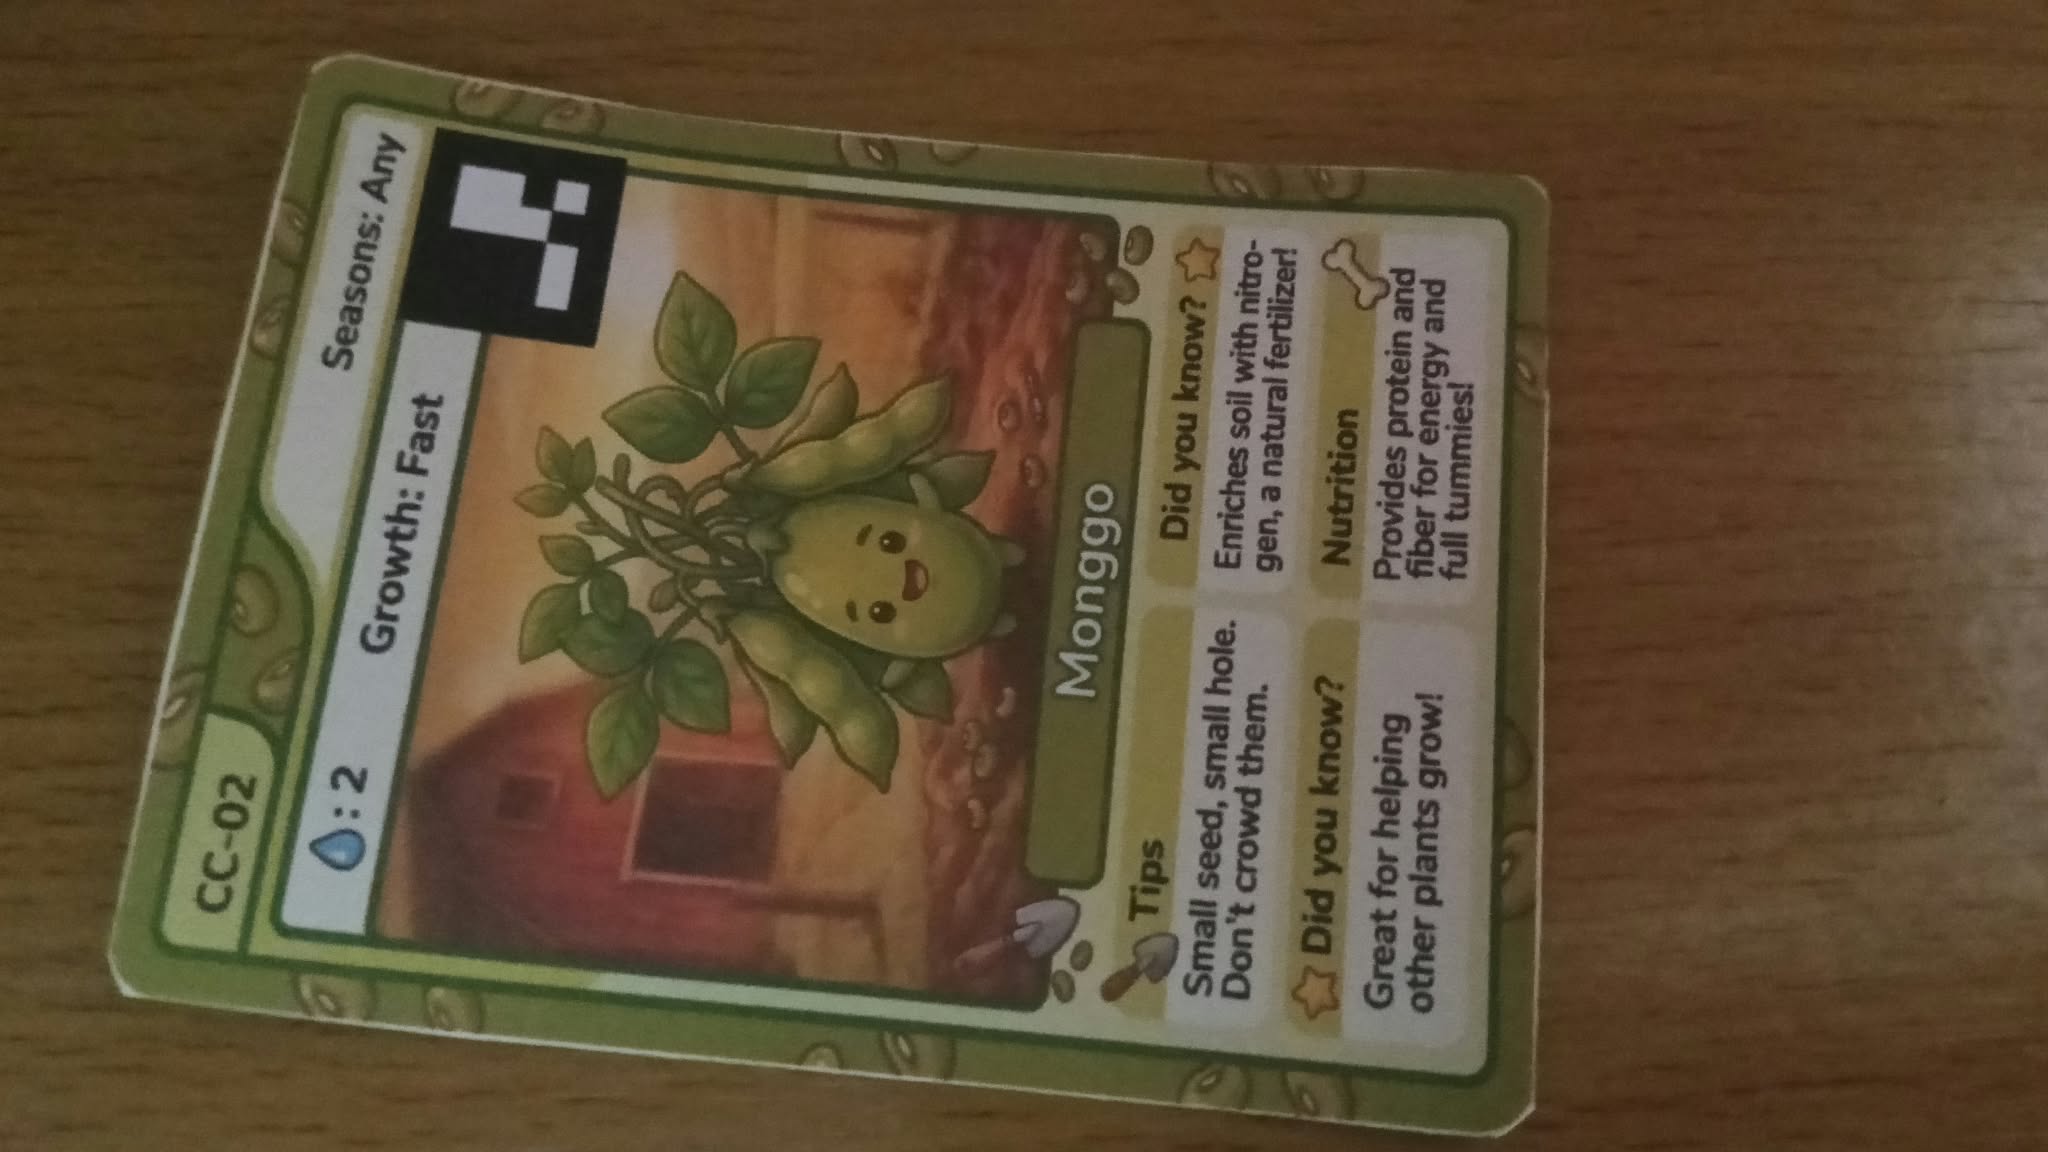 CC-02
Seasons: Any
: 2
Growth: Fast
Monggo
Tips
Small seed, small hole.
Don't crowd them.
Did you know?
Enriches soil with nitro-
gen, a natural fertilizer!
Did you know?
Great for helping
other plants grow!
Nutrition
Provides protein and
fiber for energy and
full tummies!